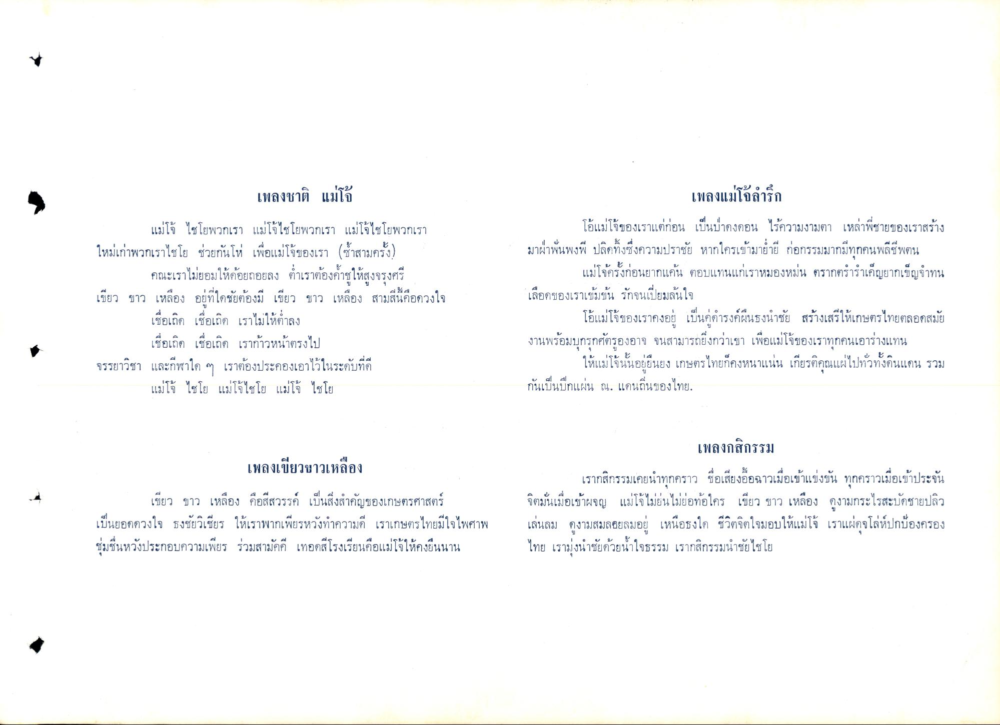 เพลงชาติ แม่โจ้
แม่โจ้ ไชโยพวกเรา แม่โจ้ไชโยพวกเรา แม่โจ้ไชโยพวกเรา
ใหม่เก่าพวกเราไชโย ช่วยกันโห่ เพื่อแม่โจ้ของเรา (ซ้ำสามครั้ง)
คณะเราไม่ยอมให้ด้อยถอยลง ต่ำเราต้องค้ำชูให้สูงจรุงศรี
เขียว ขาว เหลือง อยู่ที่ใดชัยต้องมี เขียว ขาว เหลือง สามสีนี้คือดวงใจ
เชื่อเถิด เชื่อเถิด เราไม่ให้ต่ำลง
เชื่อเถิด เชื่อเถิด เราก้าวหน้าตรงไป
จรรยาวิชา และกีฬาใด ๆ เราต้องประคองเอาไว้ในระดับที่ดี
แม่โจ้ ไชโย แม่โจ้ไชโย แม่โจ้ ไชโย
เพลงเขียวขาวเหลือง
เขียว ขาว เหลือง คือสีสวรรค์ เป็นสิ่งสำคัญของเกษตรศาสตร์
เป็นยอดดวงใจ ธงชัยวิเชียร ให้เราพากเพียรหวังทำความดี เราเกษตรไทยมีใจไพศาพ
ชุ่มชื่นหวังประกอบความเพียร ร่วมสามัคคี เทอดสีโรงเรียนคือแม่โจ้ให้คงยืนนาน
เพลงแม่โจ้ลำริ็ก
โอ้แม่โจ้ของเราแต่ก่อน เป็นป่าดงดอน ไร้ความงามตา เหล่าพี่ชายของเราสร้าง
มาฝ่าฟันพงพี ปลิดทิ้งซึ่งความปราชัย หากใครเข้ามาย่ำยี ก่อกรรมมากมีทุกคนพลีชีพตน
แม่โจ้ครั้งก่อนยากแค้น ตอบแทนแก่เราหมองหม่น ตรากตรำรำเค็ญยากเข็ญจำทน
เลือดของเราเข้มข้น รักจนเปี่ยมล้นใจ
โอ้แม่โจ้ของเราคงอยู่ เป็นคู่ดำรงค์ผืนธงนำชัย สร้างเสรีให้เกษตรไทยตลอดสมัย
งานพร้อมบุกรุกศัตรูองอาจ จนสามารถยิ่งกว่าเขา เพื่อแม่โจ้ของเราทุกคนเอาร่างแทน
ให้แม่โจ้นั้นอยู่ยืนยง เกษตรไทยก็คงหนาแน่น เกียรติคุณแผ่ไปทั่วทั้งดินแดน รวม
กันเป็นปึกแผ่น ณ. แดนถิ่นของไทย.
เพลงกสิกรรม
เรากสิกรรมเคยนำทุกคราว ชื่อเสียงอื้อฉาวเมื่อเข้าแข่งขัน ทุกคราวเมื่อเข้าประจัน
จิตมั่นเมื่อเข้าผจญ แม่โจ้ไม่ย่นไม่ย่อท้อใคร เขียว ขาว เหลือง ดูงามกระไรสะบัดชายปลิว
เล่นลม ดูงามสมลอยลมอยู่ เหนือธงใด ชีวิตจิตใจมอบให้แม่โจ้ เราแผ่ดุจโล่ห์ปกป้องครอง
ไทย เรามุ่งนำชัยด้วยน้ำใจธรรม เรากสิกรรมนำชัยไชโย